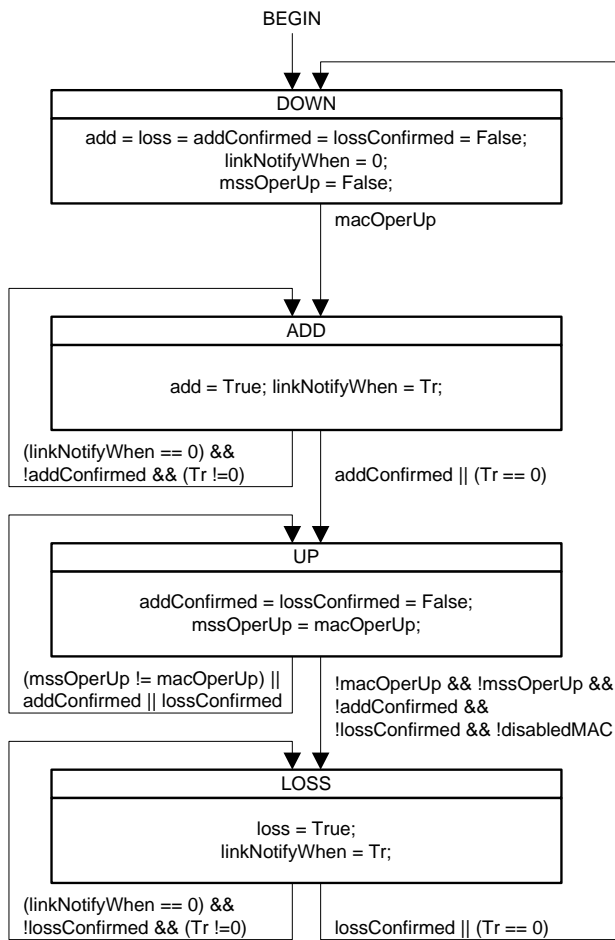 BEGIN
DOWN
add = loss = addConfirmed = lossConfirmed = False;
linkNotifyWhen = 0;
mssOperUp = False;
macOperUp
ADD
add = True; linkNotifyWhen = Tr;
(linkNotifyWhen == 0) &&
!addConfirmed && (Tr !=0)
addConfirmed || (Tr == 0)
UP
addConfirmed = lossConfirmed = False;
mssOperUp = macOperUp;
(mssOperUp != macOperUp) ||
addConfirmed || lossConfirmed
!macOperUp && !mssOperUp &&
!addConfirmed &&
!lossConfirmed && !disabledMAC
LOSS
loss = True;
linkNotifyWhen = Tr;
(linkNotifyWhen == 0) &&
!lossConfirmed && (Tr !=0)
lossConfirmed || (Tr == 0)